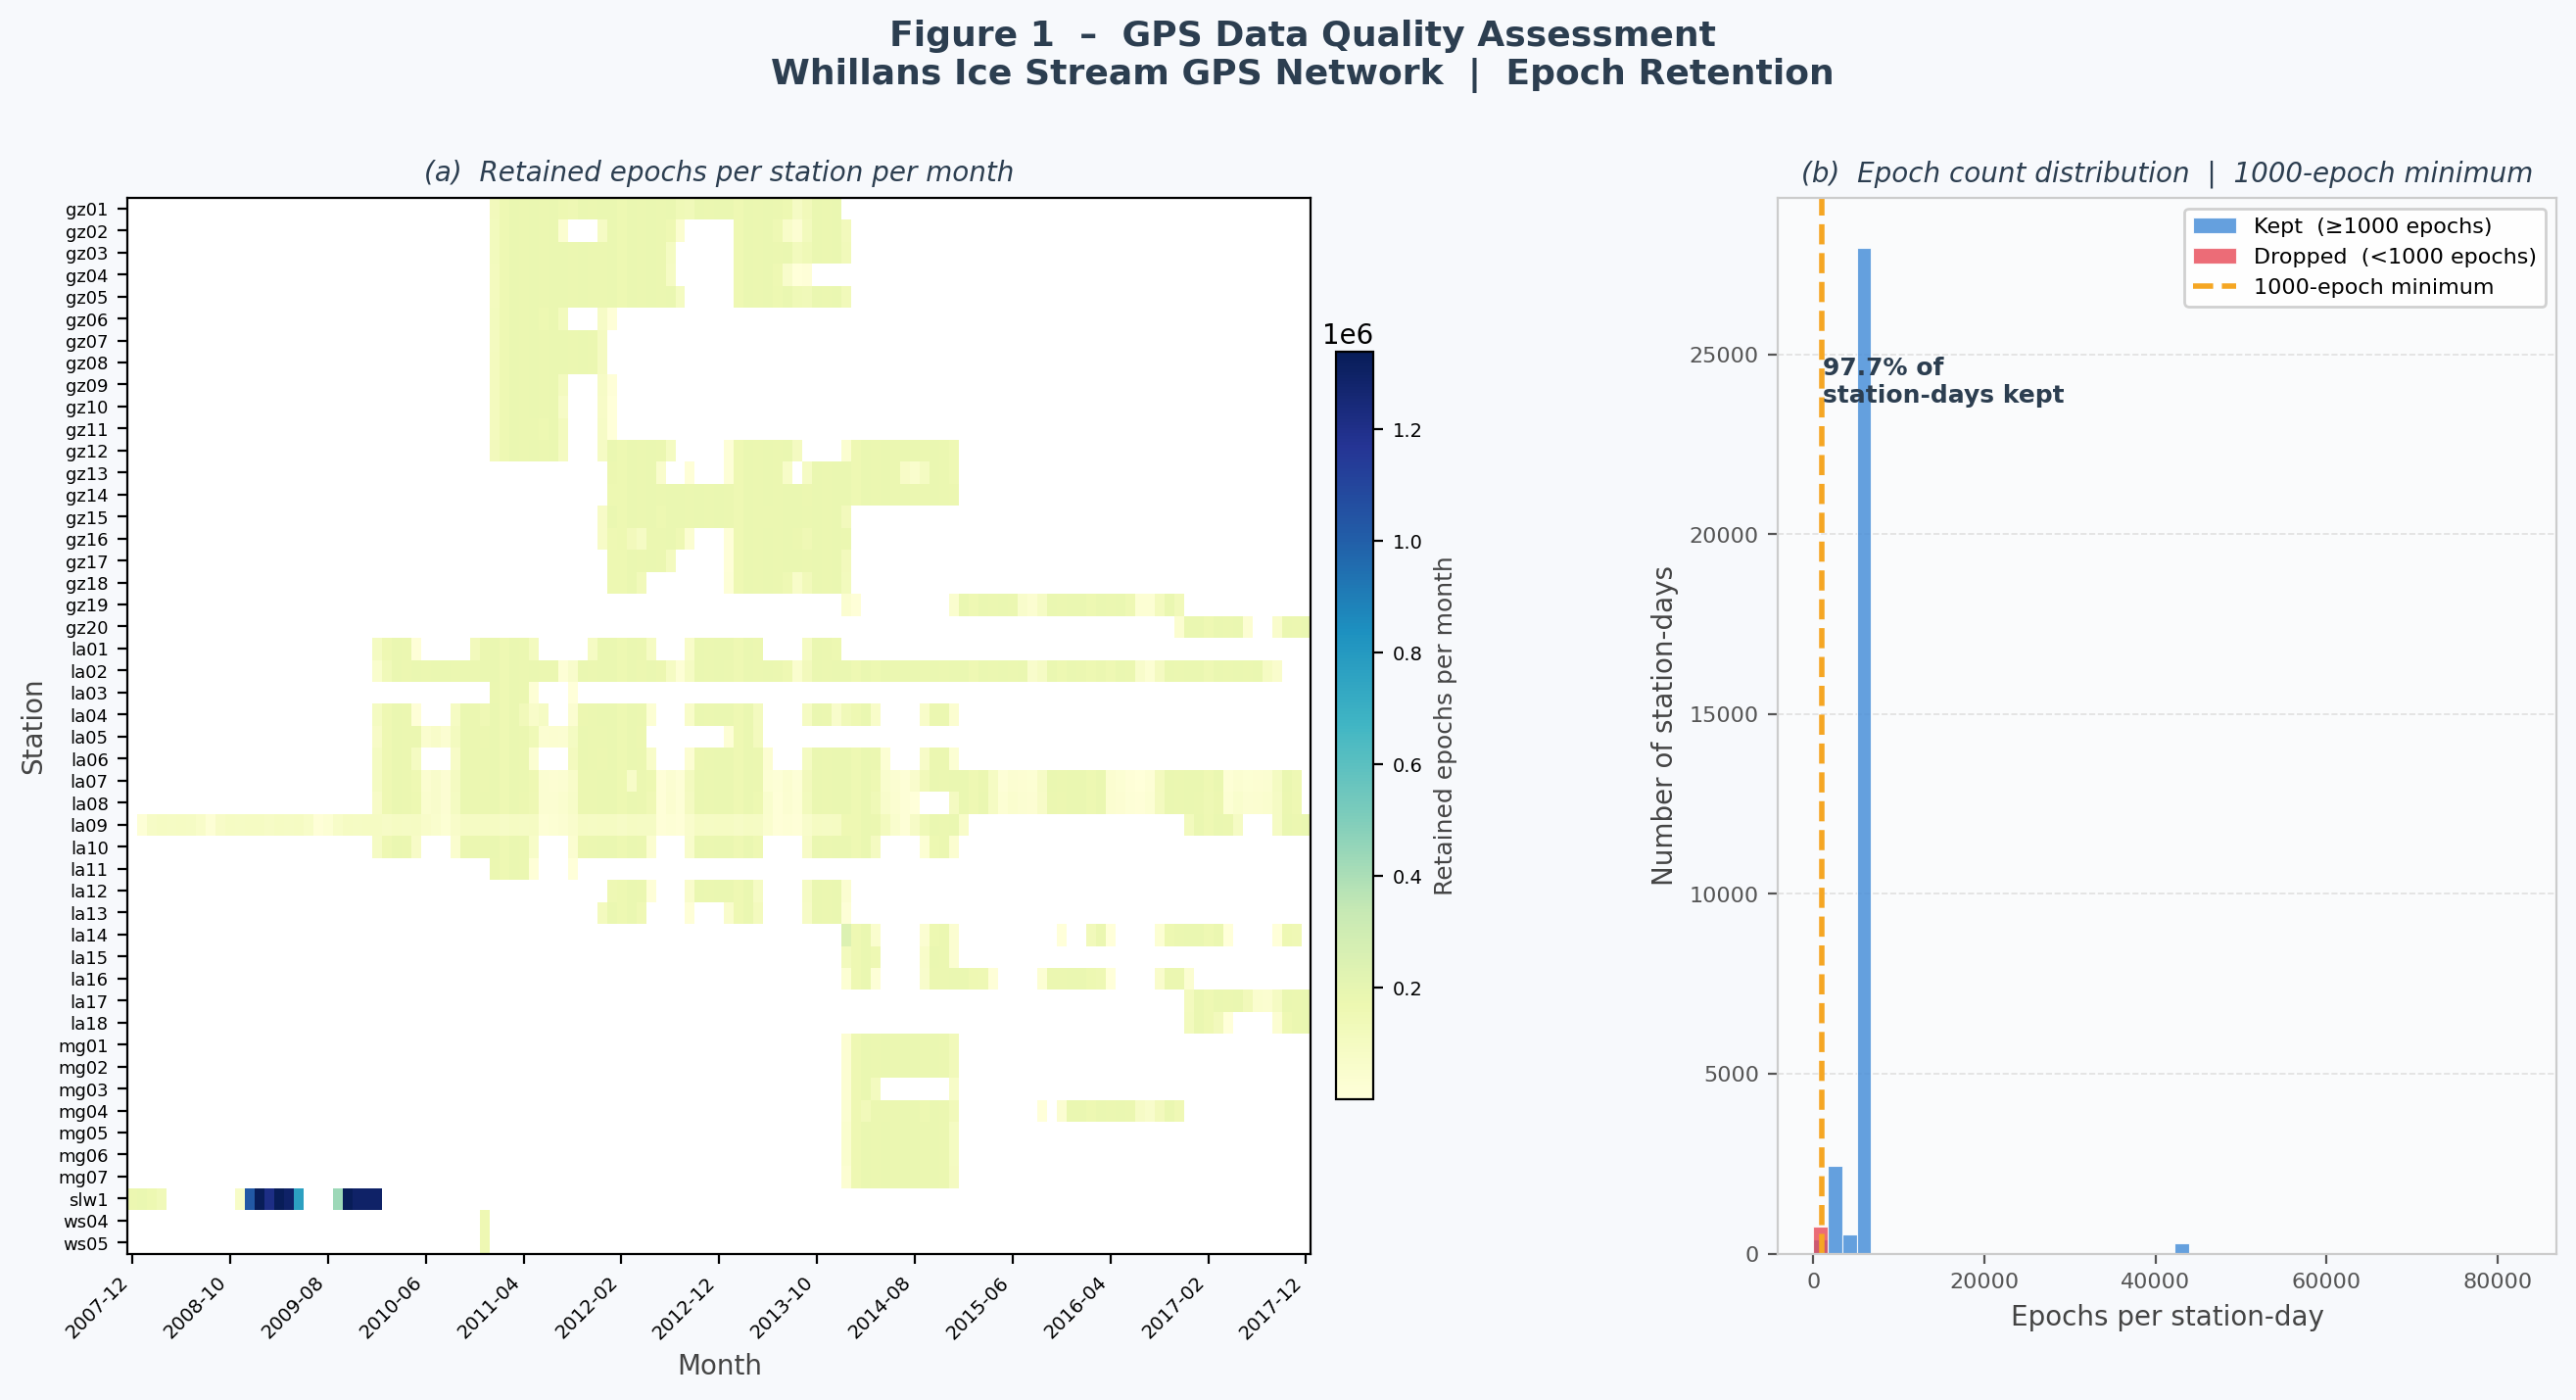 Figure 1 – GPS Data Quality Assessment
Whillans Ice Stream GPS Network | Epoch Retention
(a) Retained epochs per station per month
Station
gz01
gz02
gz03
gz04
gz05
gz06
gz07
gz08
gz09
gz10
gz11
gz12
gz13
gz14
gz15
gz16
gz17
gz18
gz19
gz20
la01
la02
la03
la04
la05
la06
la07
la08
la09
la10
la11
la12
la13
la14
la15
la16
la17
la18
mg01
mg02
mg03
mg04
mg05
mg06
mg07
slw1
ws04
ws05
2007-12
2008-10
2009-08
2010-06
2011-04
2012-02
2012-12
2013-10
2014-08
2015-06
2016-04
2017-02
2017-12
Month
1e6
1.2
1.0
0.8
0.6
0.4
0.2
Retained epochs per month
(b) Epoch count distribution | 1000-epoch minimum
Kept (≥1000 epochs)
Dropped (<1000 epochs)
1000-epoch minimum
97.7% of
station-days kept
Number of station-days
25000
20000
15000
10000
5000
0
0
20000
40000
60000
80000
Epochs per station-day